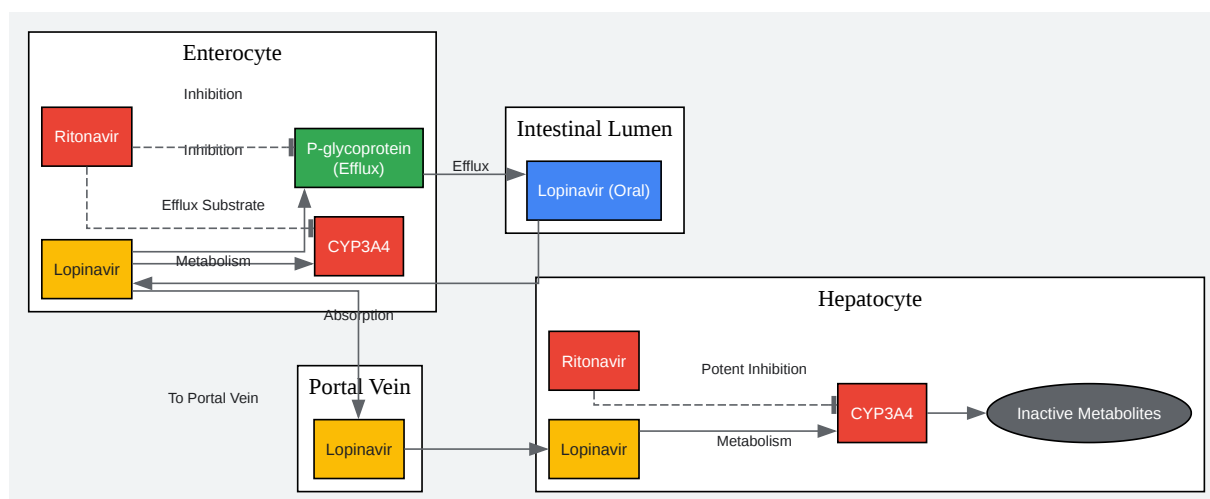 Enterocyte
Inhibition
Ritonavir
Inhibition
P-glycoprotein
(Efflux)
Efflux
Efflux Substrate
CYP3A4
Lopinavir
Metabolism
Absorption
Intestinal Lumen
Lopinavir (Oral)
To Portal Vein
Portal Vein
Lopinavir
Hepatocyte
Ritonavir
Potent Inhibition
CYP3A4
Inactive Metabolites
Lopinavir
Metabolism